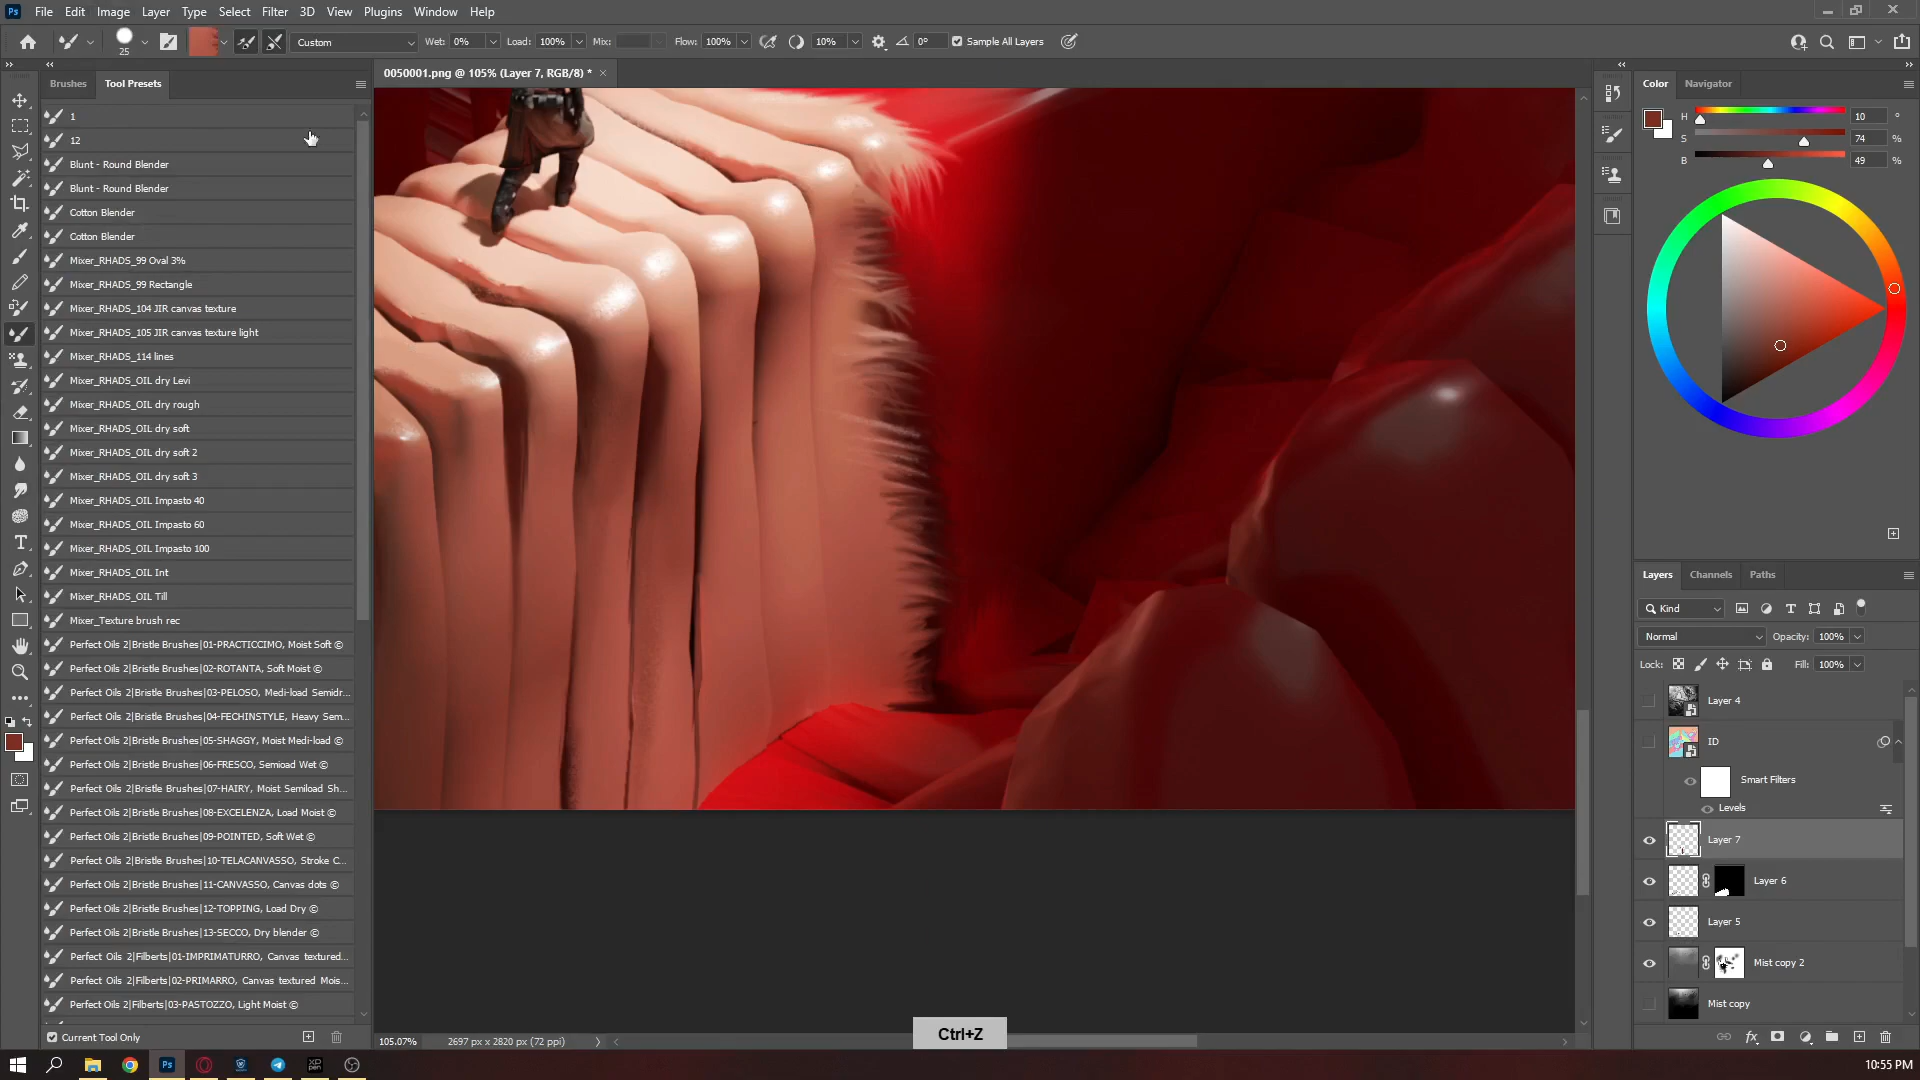 Ps File Edit Image Layer Type Select Filter 3D View Plugins Window Help
25 Custom Wet: 0% Load: 100% Mix: Flow: 100% 10% 0° Sample All Layers
Brushes Tool Presets
0050001.png @ 105% (Layer 7, RGB/8) *
Color Navigator
1
12
Blunt - Round Blender
Blunt - Round Blender
Cotton Blender
Cotton Blender
Mixer_RHADS_99 Oval 3%
Mixer_RHADS_99 Rectangle
Mixer_RHADS_104 JIR canvas texture
Mixer_RHADS_105 JIR canvas texture light
Mixer_RHADS_114 lines
Mixer_RHADS_OIL dry Levi
Mixer_RHADS_OIL dry rough
Mixer_RHADS_OIL dry soft
Mixer_RHADS_OIL dry soft 2
Mixer_RHADS_OIL dry soft 3
Mixer_RHADS_OIL Impasto 40
Mixer_RHADS_OIL Impasto 60
Mixer_RHADS_OIL Impasto 100
Mixer_RHADS_OIL Int
Mixer_RHADS_OIL Till
Mixer_Texture brush rec
Perfect Oils 2|Bristle Brushes|01-PRACTICCIMO, Moist Soft ©
Perfect Oils 2|Bristle Brushes|02-ROTANTA, Soft Moist ©
Perfect Oils 2|Bristle Brushes|03-PELOSO, Medi-load Semidr...
Perfect Oils 2|Bristle Brushes|04-FECHINSTYLE, Heavy Sem...
Perfect Oils 2|Bristle Brushes|05-SHAGGY, Moist Medi-load ©
Perfect Oils 2|Bristle Brushes|06-FRESCO, Semioad Wet ©
Perfect Oils 2|Bristle Brushes|07-HAIRY, Moist Semiload Sh...
Perfect Oils 2|Bristle Brushes|08-EXCELENZA, Load Moist ©
Perfect Oils 2|Bristle Brushes|09-POINTED, Soft Wet ©
Perfect Oils 2|Bristle Brushes|10-TELACANVASSO, Stroke C...
Perfect Oils 2|Bristle Brushes|11-CANVASSO, Canvas dots ©
Perfect Oils 2|Bristle Brushes|12-TOPPING, Load Dry ©
Perfect Oils 2|Bristle Brushes|13-SECCO, Dry blender ©
Perfect Oils 2|Filberts|01-IMPRIMATURRO, Canvas textured...
Perfect Oils 2|Filberts|02-PRIMARRO, Canvas textured Mois...
Perfect Oils 2|Filberts|03-PASTOZZO, Light Moist ©
Current Tool Only
H 10 °
S 74 %
B 49 %
Layers Channels Paths
Kind
Normal Opacity: 100%
Lock: Fill: 100%
Layer 4
ID
Smart Filters
Levels
Layer 7
Layer 6
Layer 5
Mist copy 2
Mist copy
105.07% 2697 px x 2820 px (72 ppi)
Ctrl+Z
Ps XD pen 10:55 PM